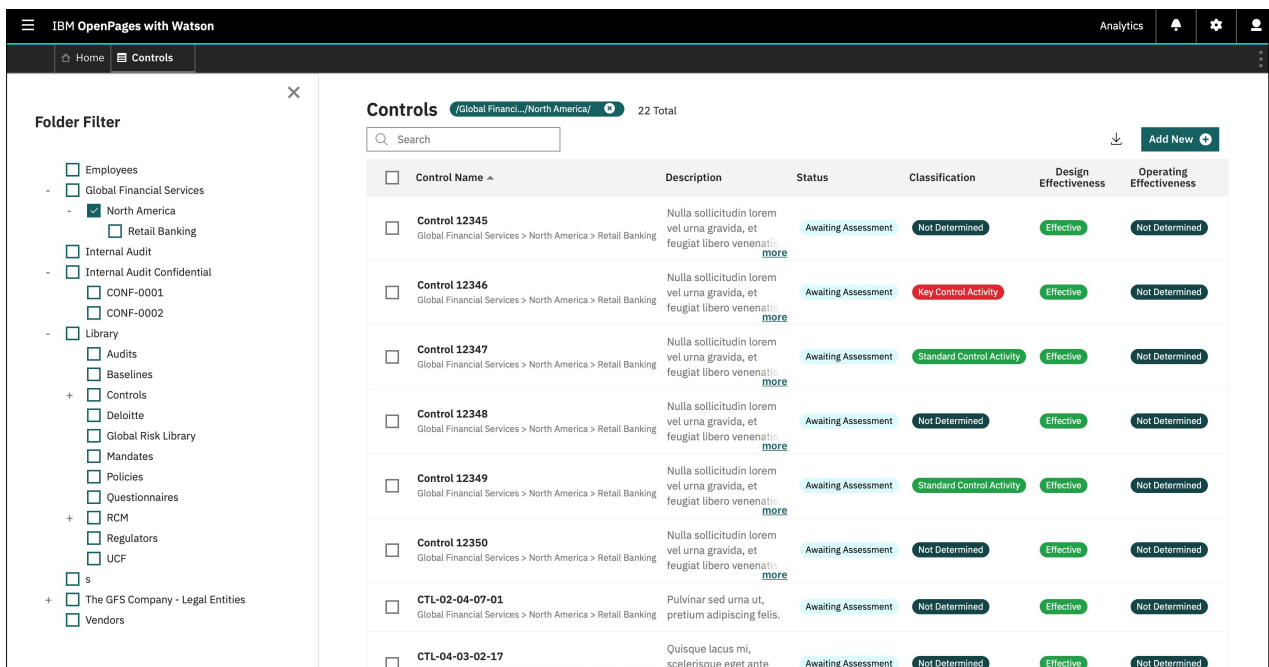 IBM OpenPages with Watson
Analytics
Home
Controls
Folder Filter
Employees
- Global Financial Services
- North America
Retail Banking
Internal Audit
- Internal Audit Confidential
CONF-0001
CONF-0002
- Library
Audits
Baselines
+ Controls
Deloitte
Global Risk Library
Mandates
Policies
Questionnaires
+ RCM
Regulators
UCF
s
+ The GFS Company - Legal Entities
Vendors
Controls /Global Financi.../North America/ 22 Total
Search
Add New
Control Name Description Status Classification Design Effectiveness Operating Effectiveness
Control 12345
Global Financial Services > North America > Retail Banking
Nulla sollicitudin lorem
vel urna gravida, et
feugiat libero venenatis
more
Awaiting Assessment Not Determined Effective Not Determined
Control 12346
Global Financial Services > North America > Retail Banking
Nulla sollicitudin lorem
vel urna gravida, et
feugiat libero venenatis
more
Awaiting Assessment Key Control Activity Effective Not Determined
Control 12347
Global Financial Services > North America > Retail Banking
Nulla sollicitudin lorem
vel urna gravida, et
feugiat libero venenatis
more
Awaiting Assessment Standard Control Activity Effective Not Determined
Control 12348
Global Financial Services > North America > Retail Banking
Nulla sollicitudin lorem
vel urna gravida, et
feugiat libero venenatis
more
Awaiting Assessment Not Determined Effective Not Determined
Control 12349
Global Financial Services > North America > Retail Banking
Nulla sollicitudin lorem
vel urna gravida, et
feugiat libero venenatis
more
Awaiting Assessment Standard Control Activity Effective Not Determined
Control 12350
Global Financial Services > North America > Retail Banking
Nulla sollicitudin lorem
vel urna gravida, et
feugiat libero venenatis
more
Awaiting Assessment Not Determined Effective Not Determined
CTL-02-04-07-01
Global Financial Services > North America > Retail Banking
Pulvinar sed urna ut,
pretium adipiscing felis.
Awaiting Assessment Not Determined Effective Not Determined
CTL-04-03-02-17
Quisque lacus mi,
scelerisque eget ante
Awaiting Assessment Not Determined Effective Not Determined